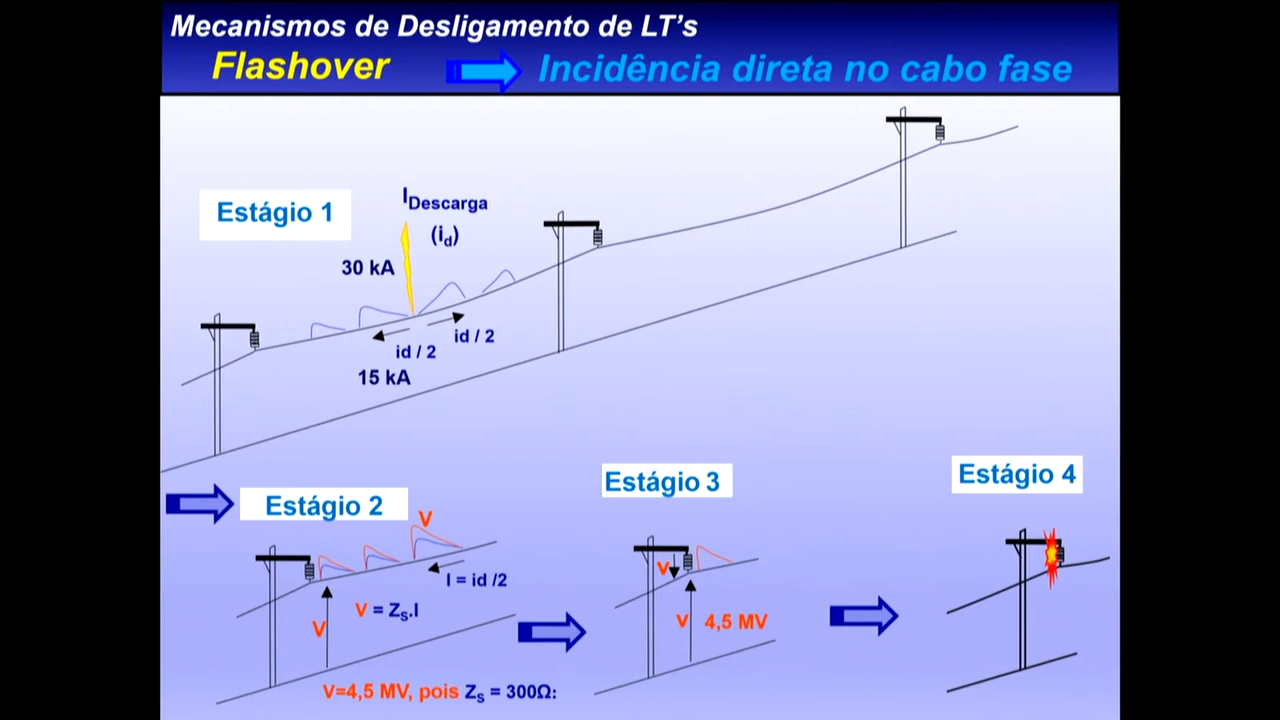 Mecanismos de Desligamento de LT's
Flashover
Incidência direta no cabo fase
Estágio 1
IDescarga
(id)
30 kA
id / 2
id / 2
15 kA
Estágio 2
V
I = id /2
V = ZS.I
V
V=4,5 MV, pois ZS = 300Ω:
Estágio 3
V
V 4,5 MV
Estágio 4